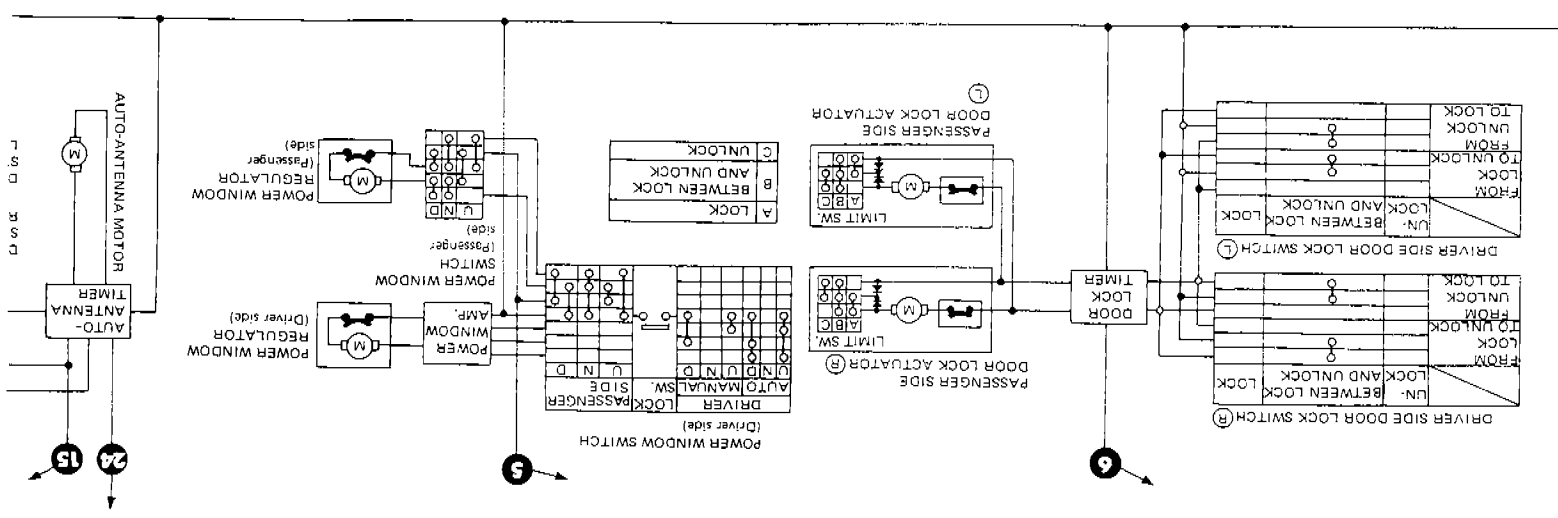 DRIVER SIDE DOOR LOCK SWITCH R
UN-
LOCK
BETWEEN LOCK
AND UNLOCK
LOCK
FROM
LOCK
TO UNLOCK
FROM
UNLOCK
TO LOCK
DRIVER SIDE DOOR LOCK SWITCH L
UN-
LOCK
BETWEEN LOCK
AND UNLOCK
LOCK
FROM
LOCK
TO UNLOCK
FROM
UNLOCK
TO LOCK
DOOR
LOCK
TIMER
PASSENGER SIDE
DOOR LOCK ACTUATOR R
LIMIT SW.
A B C
M
LIMIT SW.
A B C
M
PASSENGER SIDE
DOOR LOCK ACTUATOR
L
A LOCK
B BETWEEN LOCK
AND UNLOCK
C UNLOCK
5
POWER WINDOW SWITCH
(Driver side)
DRIVER
LOCK
SW.
PASSENGER
SIDE
AUTO MANUAL
U N D U N D
U N D
POWER
WINDOW
AMP.
POWER WINDOW
REGULATOR
(Driver side)
M
POWER WINDOW
SWITCH
(Passenger
side)
U N D
POWER WINDOW
REGULATOR
(Passenger
side)
M
24
15
AUTO-
ANTENNA
TIMER
AUTO-ANTENNA MOTOR
M